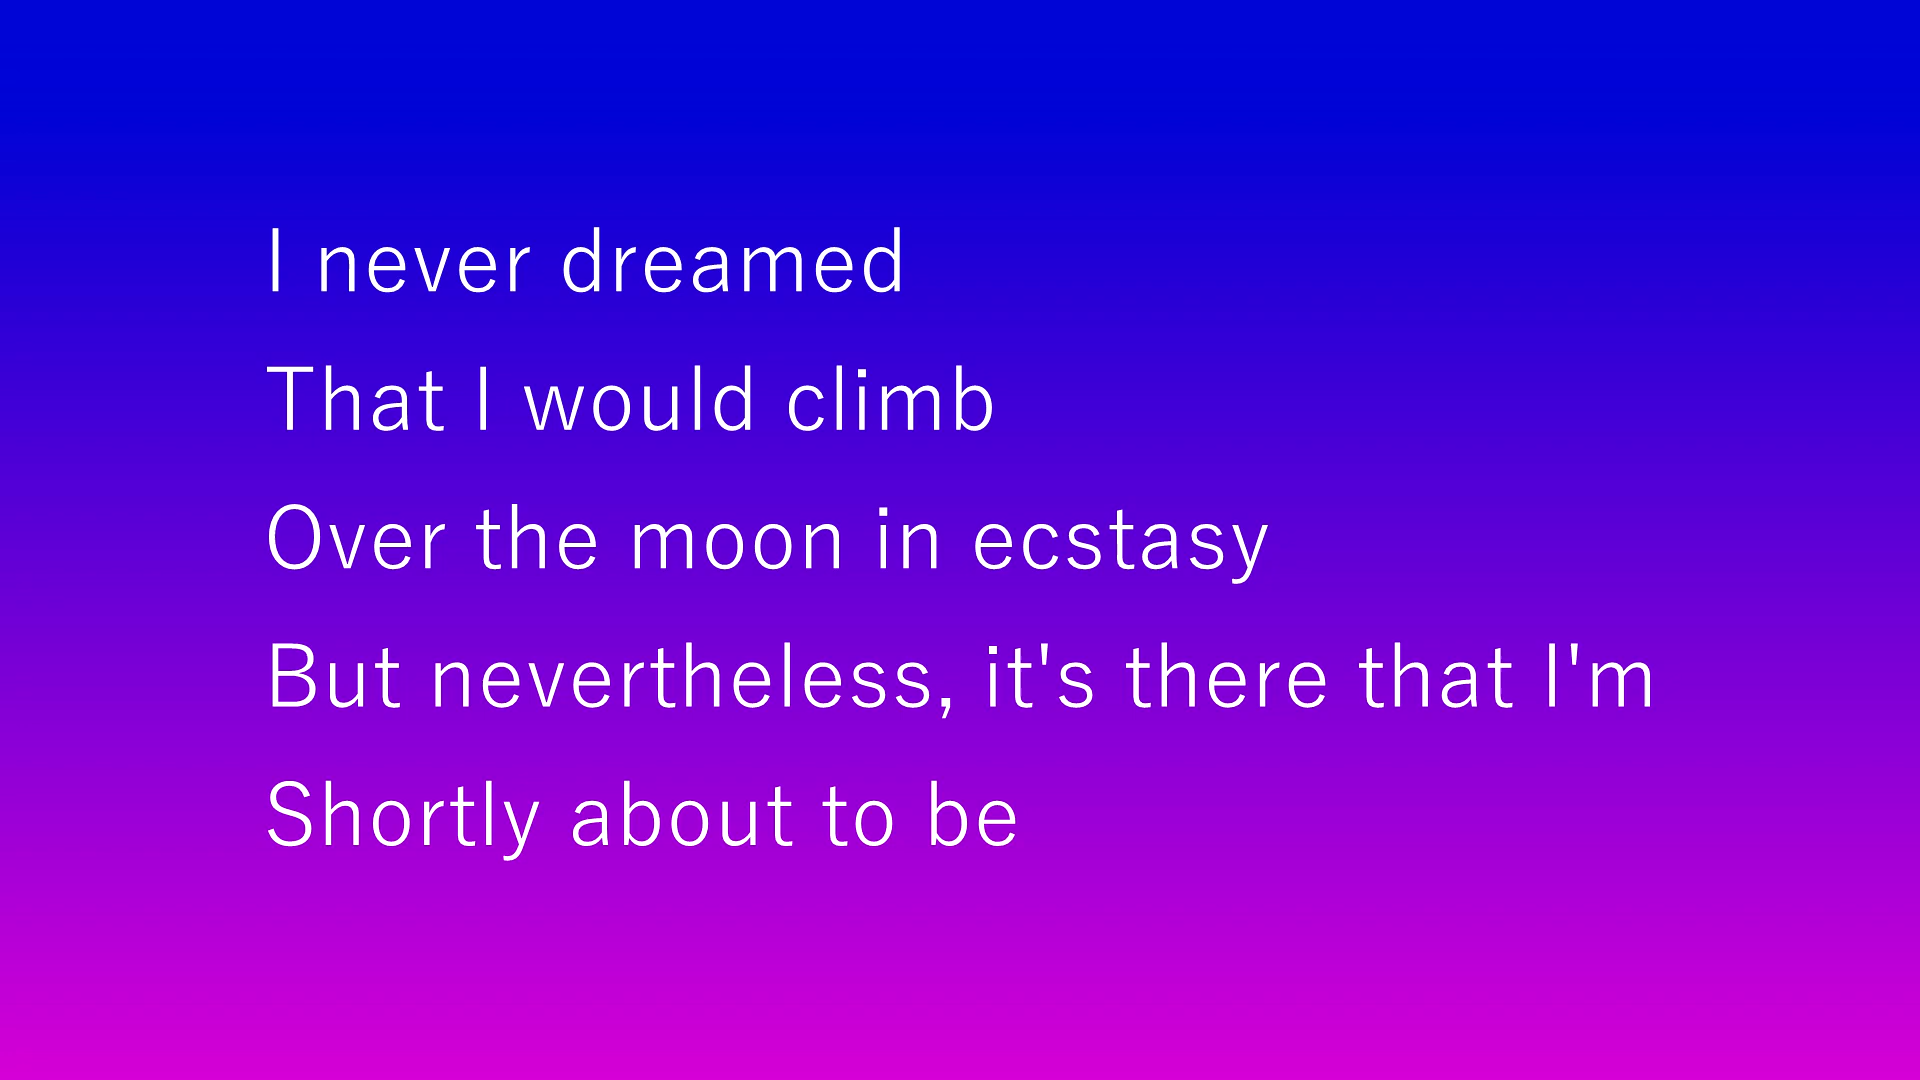 I never dreamed
That I would climb
Over the moon in ecstasy
But nevertheless, it's there that I'm
Shortly about to be